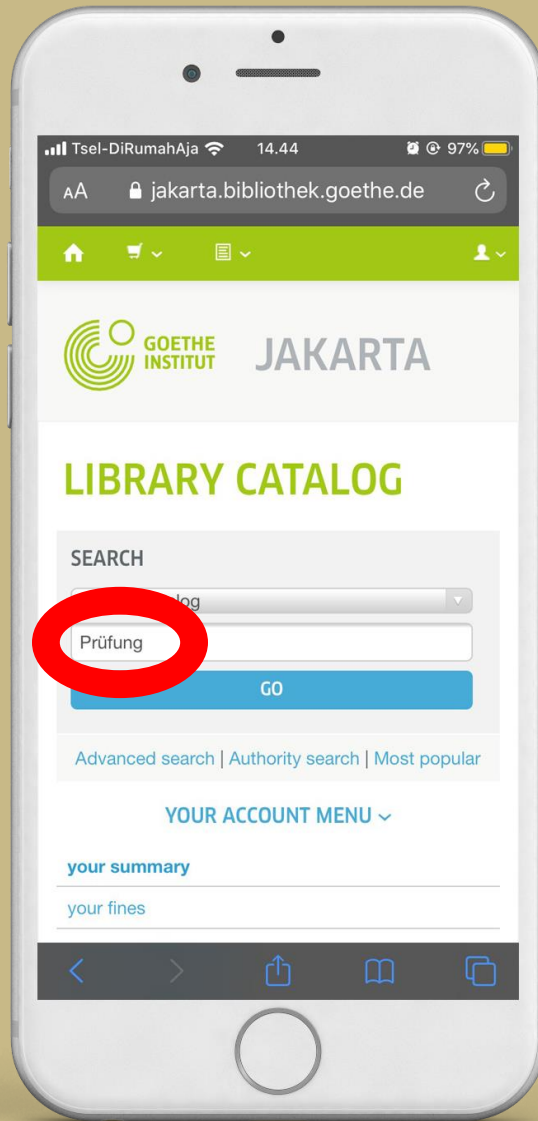 Tsel-DiRumahAja 14.44 97%
AA jakarta.bibliothek.goethe.de
GOETHE
INSTITUT
JAKARTA
LIBRARY CATALOG
SEARCH
Prüfung
GO
Advanced search | Authority search | Most popular
YOUR ACCOUNT MENU
your summary
your fines